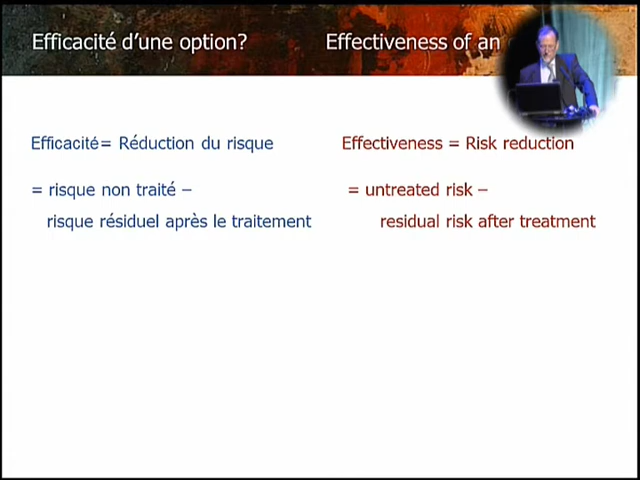 Efficacité d'une option?
Effectiveness of an
Efficacité= Réduction du risque
= risque non traité –
risque résiduel après le traitement
Effectiveness = Risk reduction
= untreated risk –
residual risk after treatment